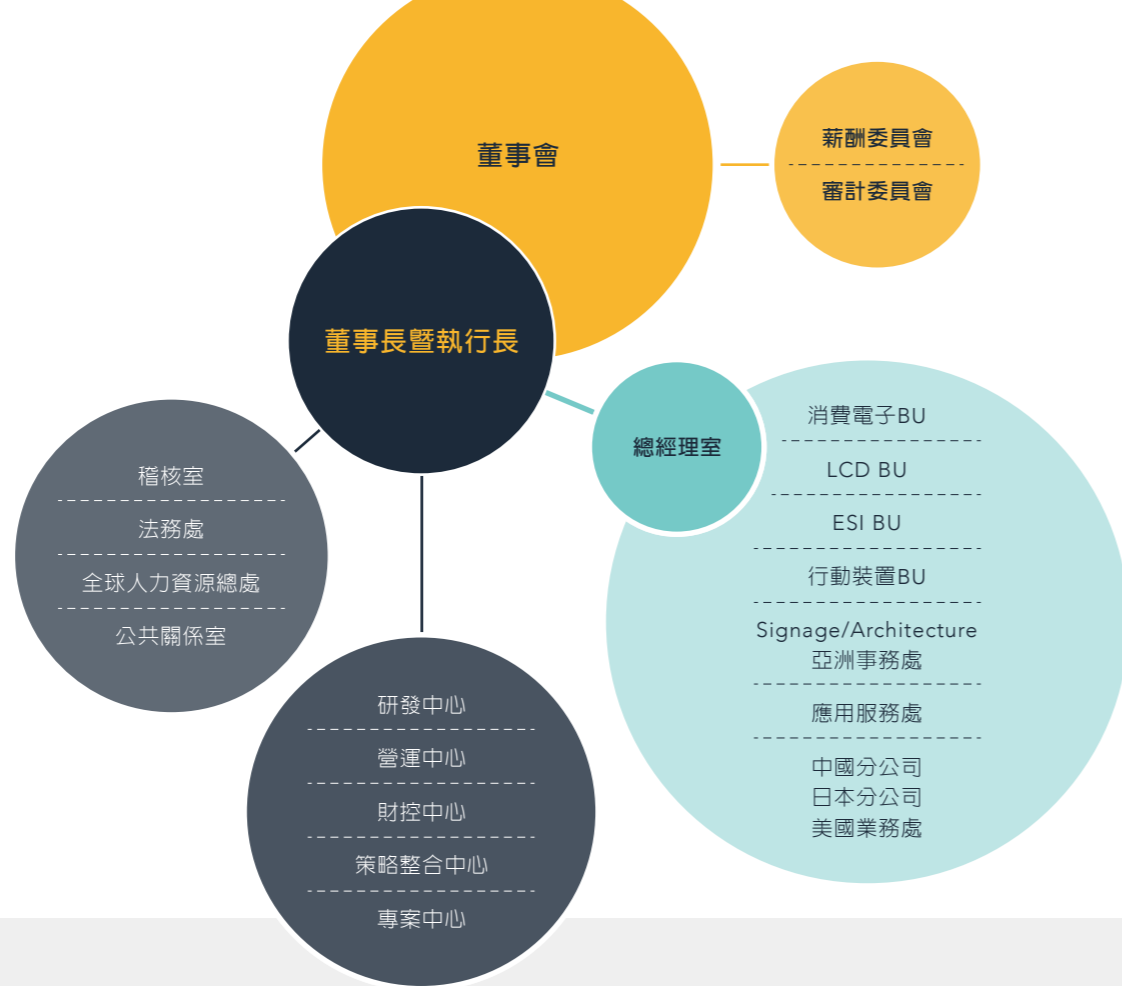 董事會
薪酬委員會
審計委員會
董事長暨執行長
總經理室
消費電子BU
LCD BU
ESI BU
行動裝置BU
Signage/Architecture
亞洲事務處
應用服務處
中國分公司
日本分公司
美國業務處
稽核室
法務處
全球人力資源總處
公共關係室
研發中心
營運中心
財控中心
策略整合中心
專案中心